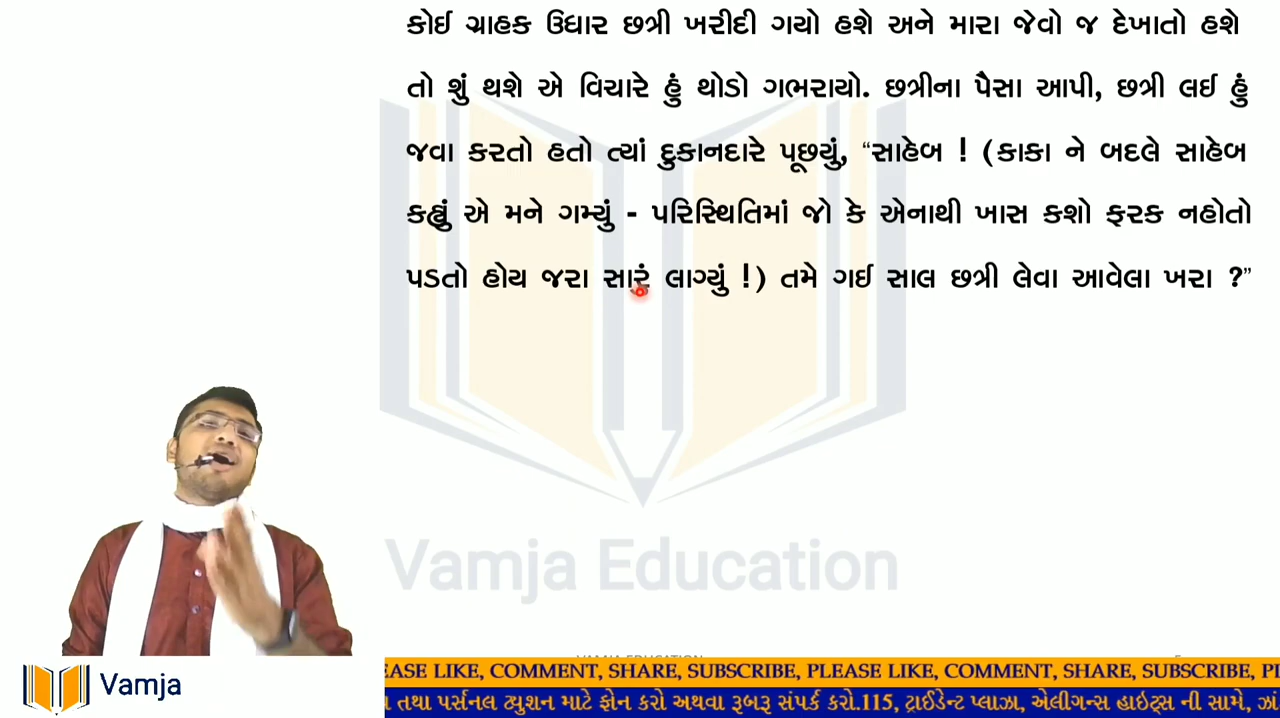 કોઈ ગ્રાહક ઉધાર છત્રી ખરીદી ગયો હશે અને મારા જેવો જ દેખાતો હશે
તો શું થશે એ વિચારે હું થોડો ગભરાયો. છત્રીના પૈસા આપી, છત્રી લઈ હું
જવા કરતો હતો ત્યાં દુકાનદારે પૂછ્યું, “સાહેબ ! (કાકા ને બદલે સાહેબ
કહ્યું એ મને ગમ્યું - પરિસ્થિતિમાં જો કે એનાથી ખાસ કશો ફરક નહોતો
પડતો હોય જરા સારું લાગ્યું !) તમે ગઈ સાલ છત્રી લેવા આવેલા ખરા ?”
Vamja Education
Vamja
EASE LIKE, COMMENT, SHARE, SUBSCRIBE, PLEASE LIKE, COMMENT, SHARE, SUBSCRIBE, PL
તથા પર્સનલ ટ્યુશન માટે ફોન કરો અથવા રૂબરૂ સંપર્ક કરો.115, ટ્રાઈડેન્ટ પ્લાઝા, એલીગન્સ હાઇટ્સ ની સામે,